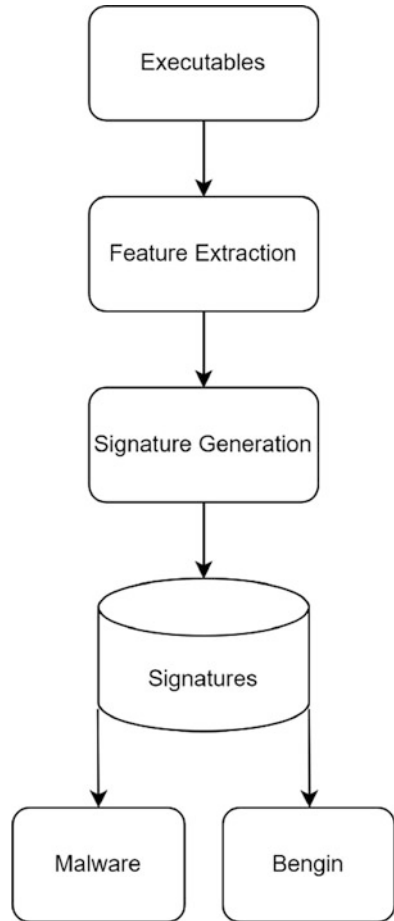 Executables
Feature Extraction
Signature Generation
Signatures
Malware
Bengin